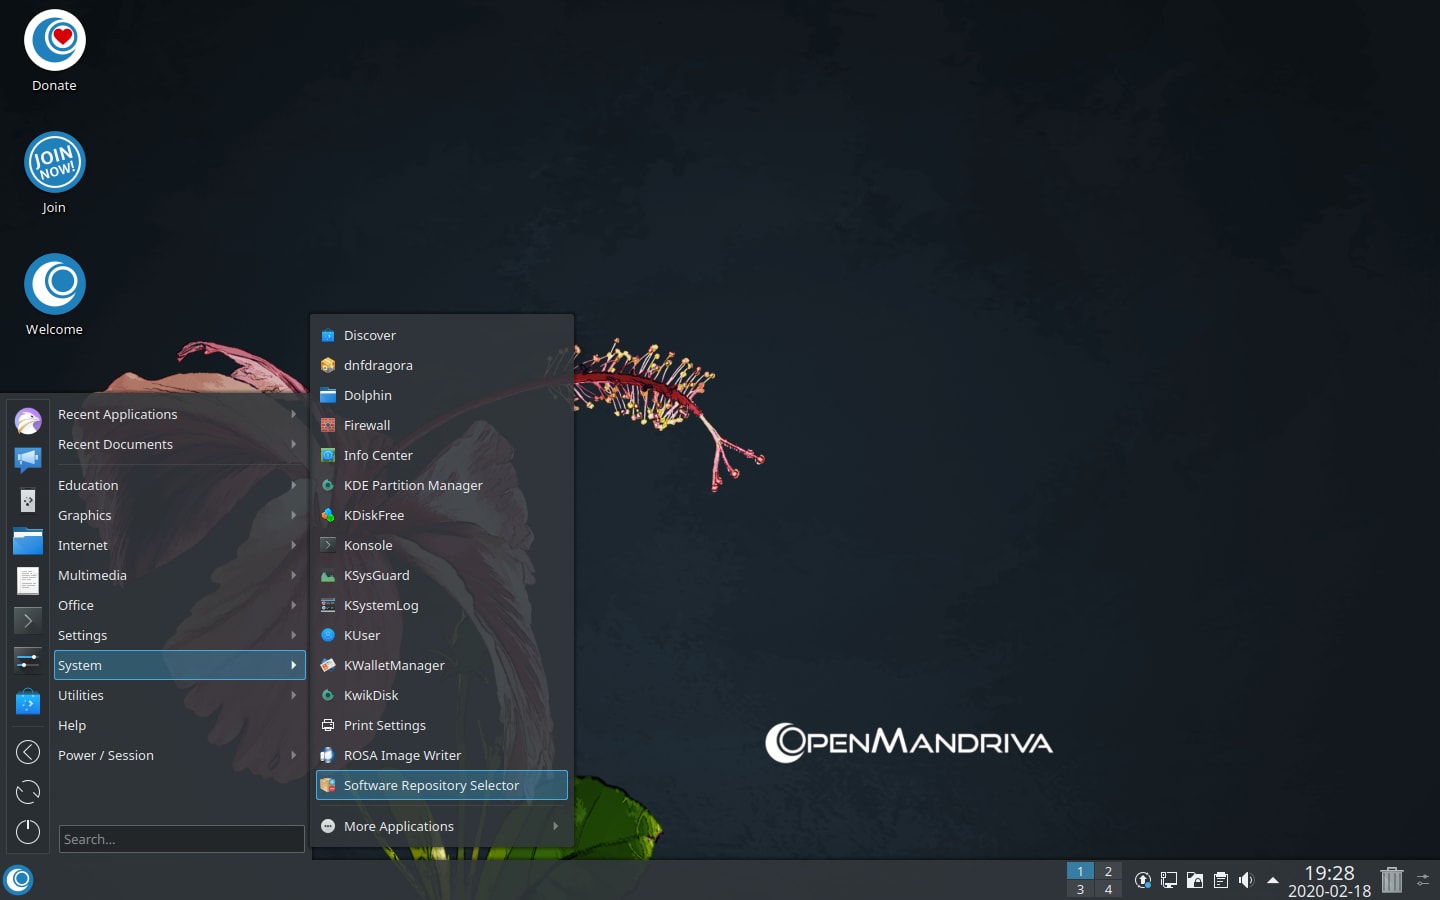 Donate
JOIN
NOW!
Join
Welcome
Recent Applications
Recent Documents
Education
Graphics
Internet
Multimedia
Office
Settings
System
Utilities
Help
Power / Session
Search...
Discover
dnfdragora
Dolphin
Firewall
Info Center
KDE Partition Manager
KDiskFree
Konsole
KSysGuard
KSystemLog
KUser
KWalletManager
KwikDisk
Print Settings
ROSA Image Writer
Software Repository Selector
More Applications
OPENMANDRIVA
1 2
3 4
19:28
2020-02-18